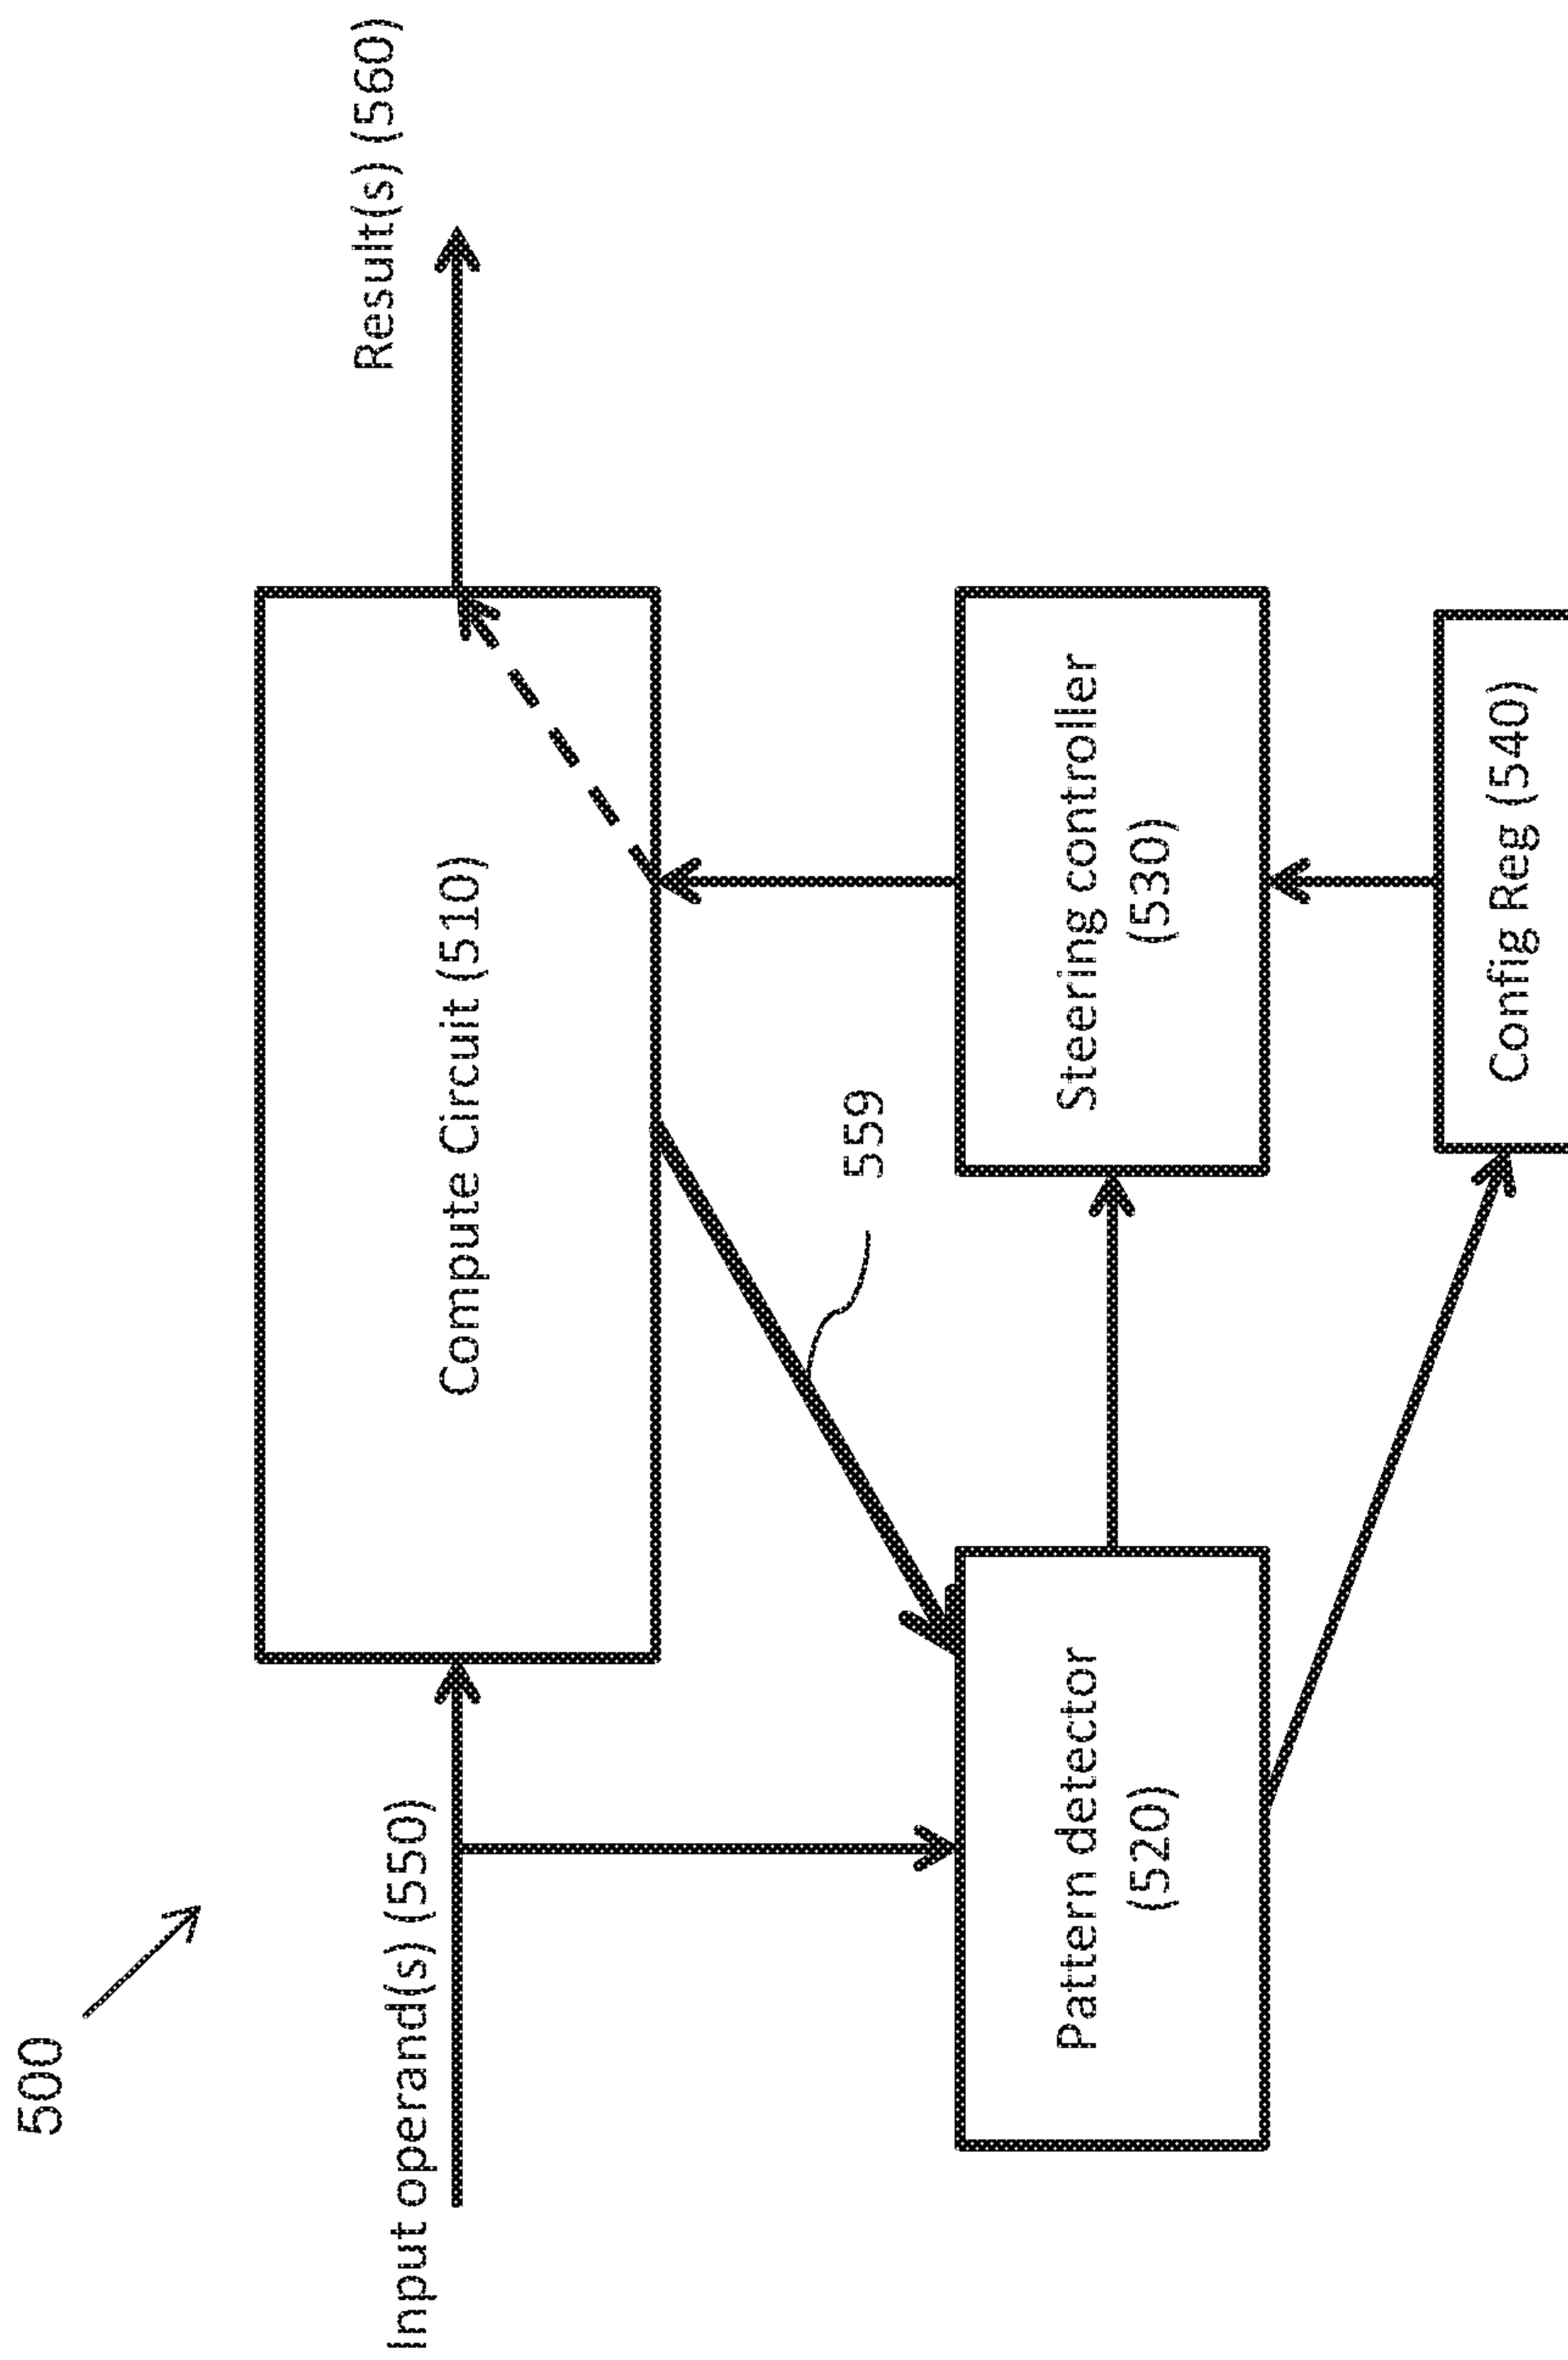 500
Input operand(s) (550)
Compute Circuit (510)
Result(s) (560)
559
Pattern detector
(520)
Steering controller
(530)
Config Reg (540)